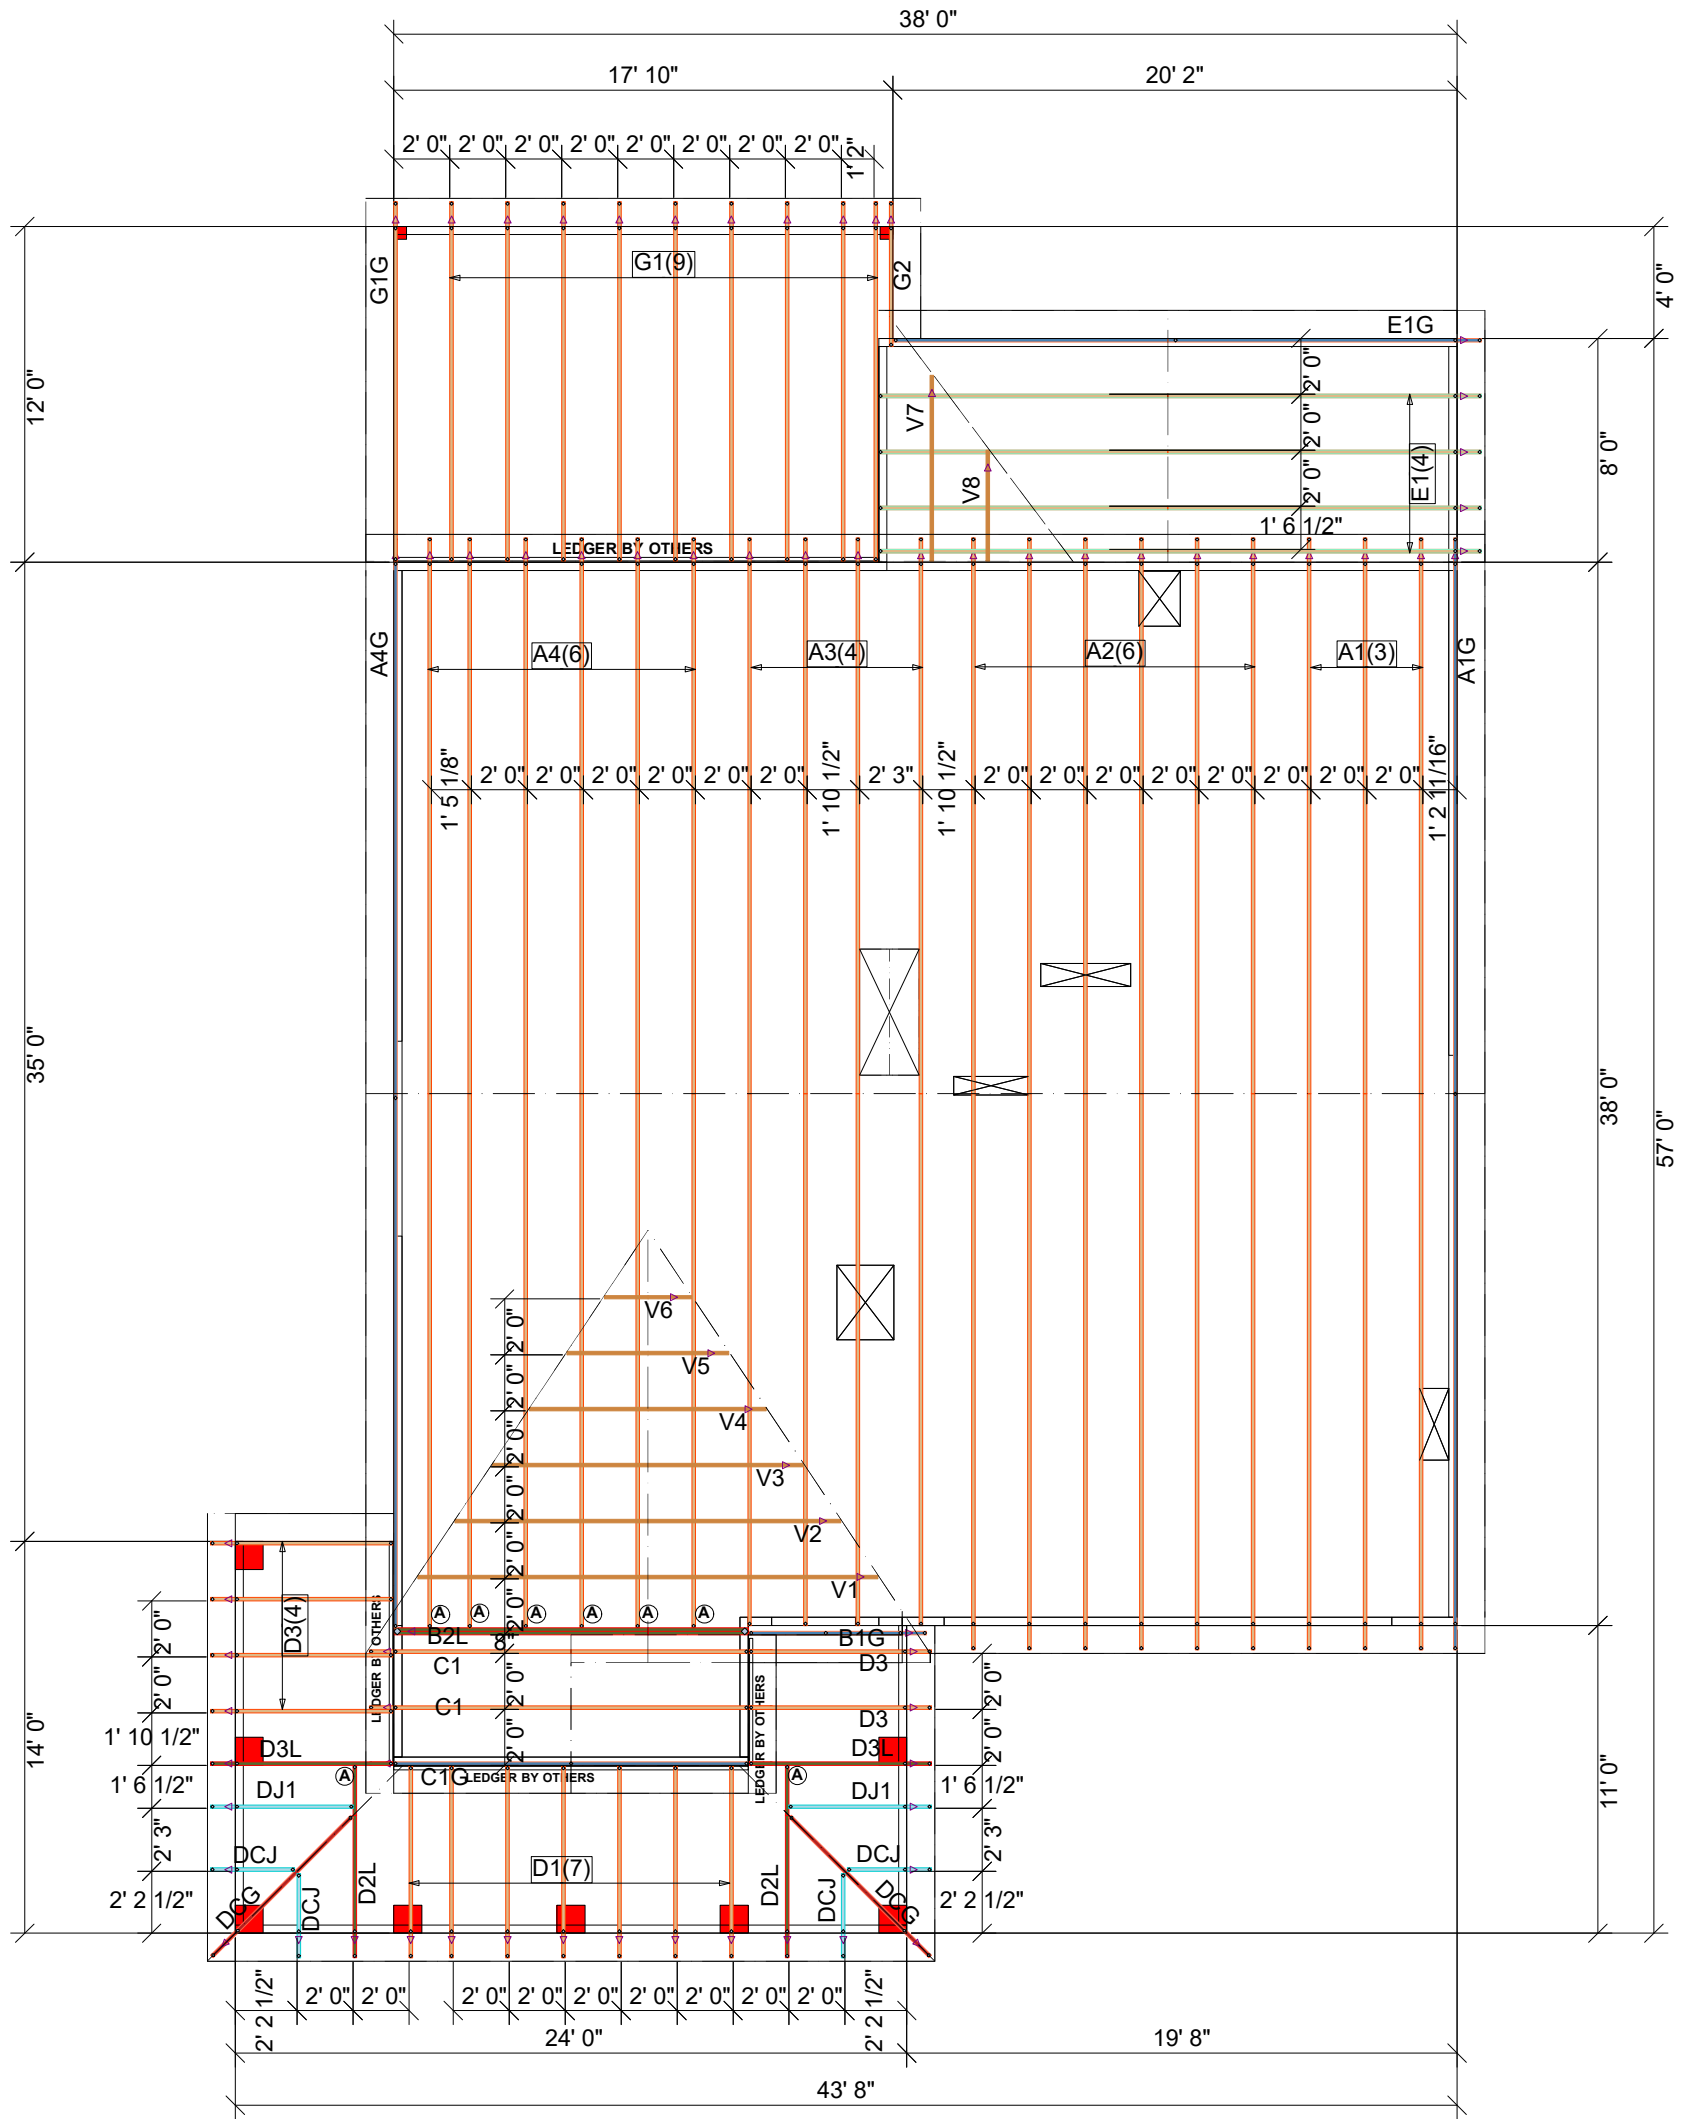 38' 0"
17' 10" 20' 2"
2' 0" 2' 0" 2' 0" 2' 0" 2' 0" 2' 0" 2' 0" 2' 0" 1' 2"
G1G G1(9) G2 4' 0"
E1G
12' 0" V7 2' 0" 8' 0"
2' 0"
V8 2' 0" E1(4)
1' 6 1/2"
LEDGER BY OTHERS
A4G A4(6) A3(4) A2(6) A1(3) A1G
1' 5 1/8" 2' 0" 2' 0" 2' 0" 2' 0" 2' 0" 2' 0" 1' 10 1/2" 2' 3" 1' 10 1/2" 2' 0" 2' 0" 2' 0" 2' 0" 2' 0" 2' 0" 2' 0" 2' 0" 1' 2 11/16"
35' 0" 38' 0" 57' 0"
V6
2' 0"
V5
2' 0"
V4
2' 0"
V3
2' 0"
V2
2' 0"
V1
2' 0"
A A A A A A
B2L 8" B1G
LEDGER BY OTHERS
D3(4) C1 D3
2' 0" 2' 0" 2' 0"
C1 D3
2' 0" 2' 0" 2' 0"
LEDGER BY OTHERS
14' 0" 1' 10 1/2" D3L D3L 11' 0"
A C1G LEDGER BY OTHERS A
1' 6 1/2" DJ1 DJ1 1' 6 1/2"
2' 3" DCJ DCJ 2' 3"
D2L D1(7) D2L
2' 2 1/2" DCG DCJ DCJ DCG 2' 2 1/2"
2' 2 1/2" 2' 0" 2' 0" 2' 0" 2' 0" 2' 0" 2' 0" 2' 0" 2' 0" 2' 0" 2' 2 1/2"
24' 0" 19' 8"
43' 8"